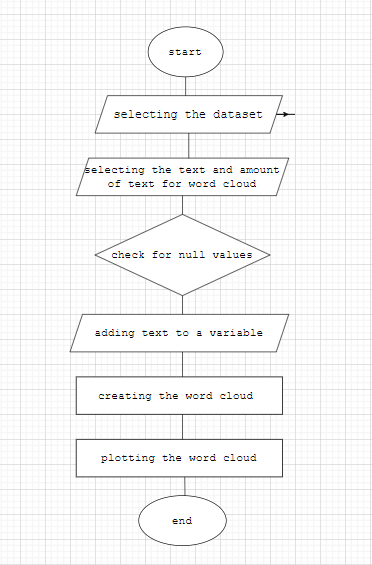 start
selecting the dataset
selecting the text and amount
of text for word cloud
check for null values
adding text to a variable
creating the word cloud
plotting the word cloud
end